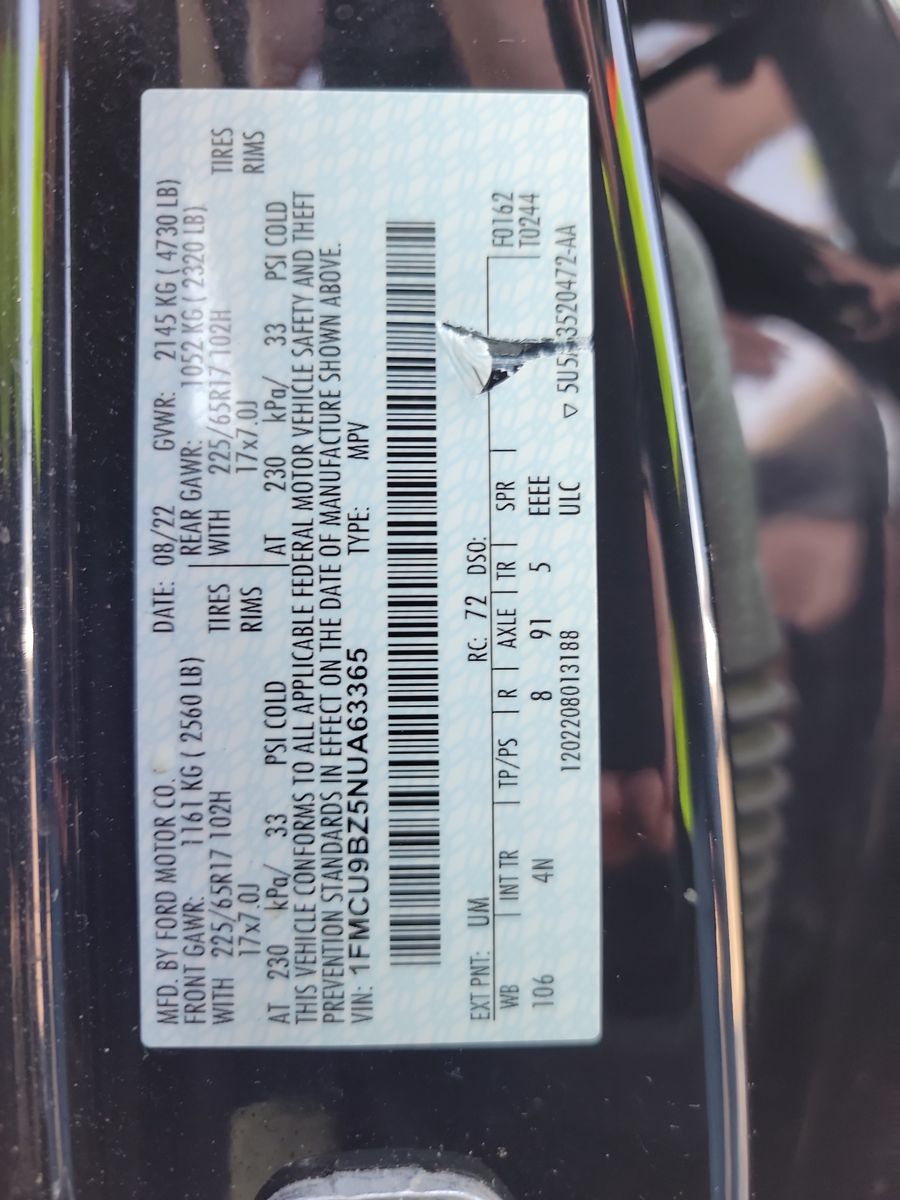 MFD. BY FORD MOTOR CO. DATE: 08/22 GVWR: 2145 KG ( 4730 LB)
FRONT GAWR: 1161 KG ( 2560 LB) REAR GAWR: 1052 KG ( 2320 LB)
WITH 225/65R17 102H TIRES WITH 225/65R17 102H TIRES
17x7.0J RIMS 17x7.0J RIMS
AT 230 kPa/ 33 PSI COLD AT 230 kPa/ 33 PSI COLD
THIS VEHICLE CONFORMS TO ALL APPLICABLE FEDERAL MOTOR VEHICLE SAFETY AND THEFT
PREVENTION STANDARDS IN EFFECT ON THE DATE OF MANUFACTURE SHOWN ABOVE.
VIN: 1FMCU9BZ5NUA63365 TYPE: MPV
EXT PNT: UM RC: 72 DSO: F0162
WB INT TR TP/PS R AXLE TR SPR T0244
106 4N 8 91 5 EEEE
1202208013188 ULC ▽ 5U5 3520472-AA